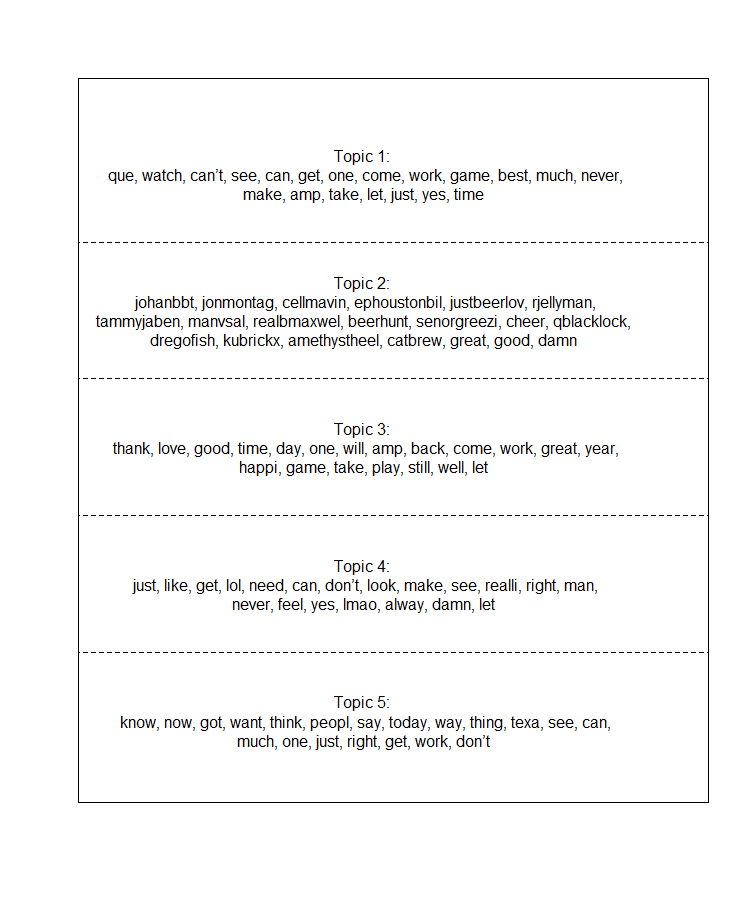 Topic 1:
que, watch, can’t, see, can, get, one, come, work, game, best, much, never,
make, amp, take, let, just, yes, time
Topic 2:
johanbbt, jonmontag, cellmavin, ephoustonbil, justbeerlov, rjellyman,
tammyjaben, manvsal, realbmaxwel, beerhunt, senorgreezi, cheer, qblacklock,
dregofish, kubrickx, amethystheel, catbrew, great, good, damn
Topic 3:
thank, love, good, time, day, one, will, amp, back, come, work, great, year,
happi, game, take, play, still, well, let
Topic 4:
just, like, get, lol, need, can, don’t, look, make, see, realli, right, man,
never, feel, yes, lmao, alway, damn, let
Topic 5:
know, now, got, want, think, peopl, say, today, way, thing, texa, see, can,
much, one, just, right, get, work, don’t